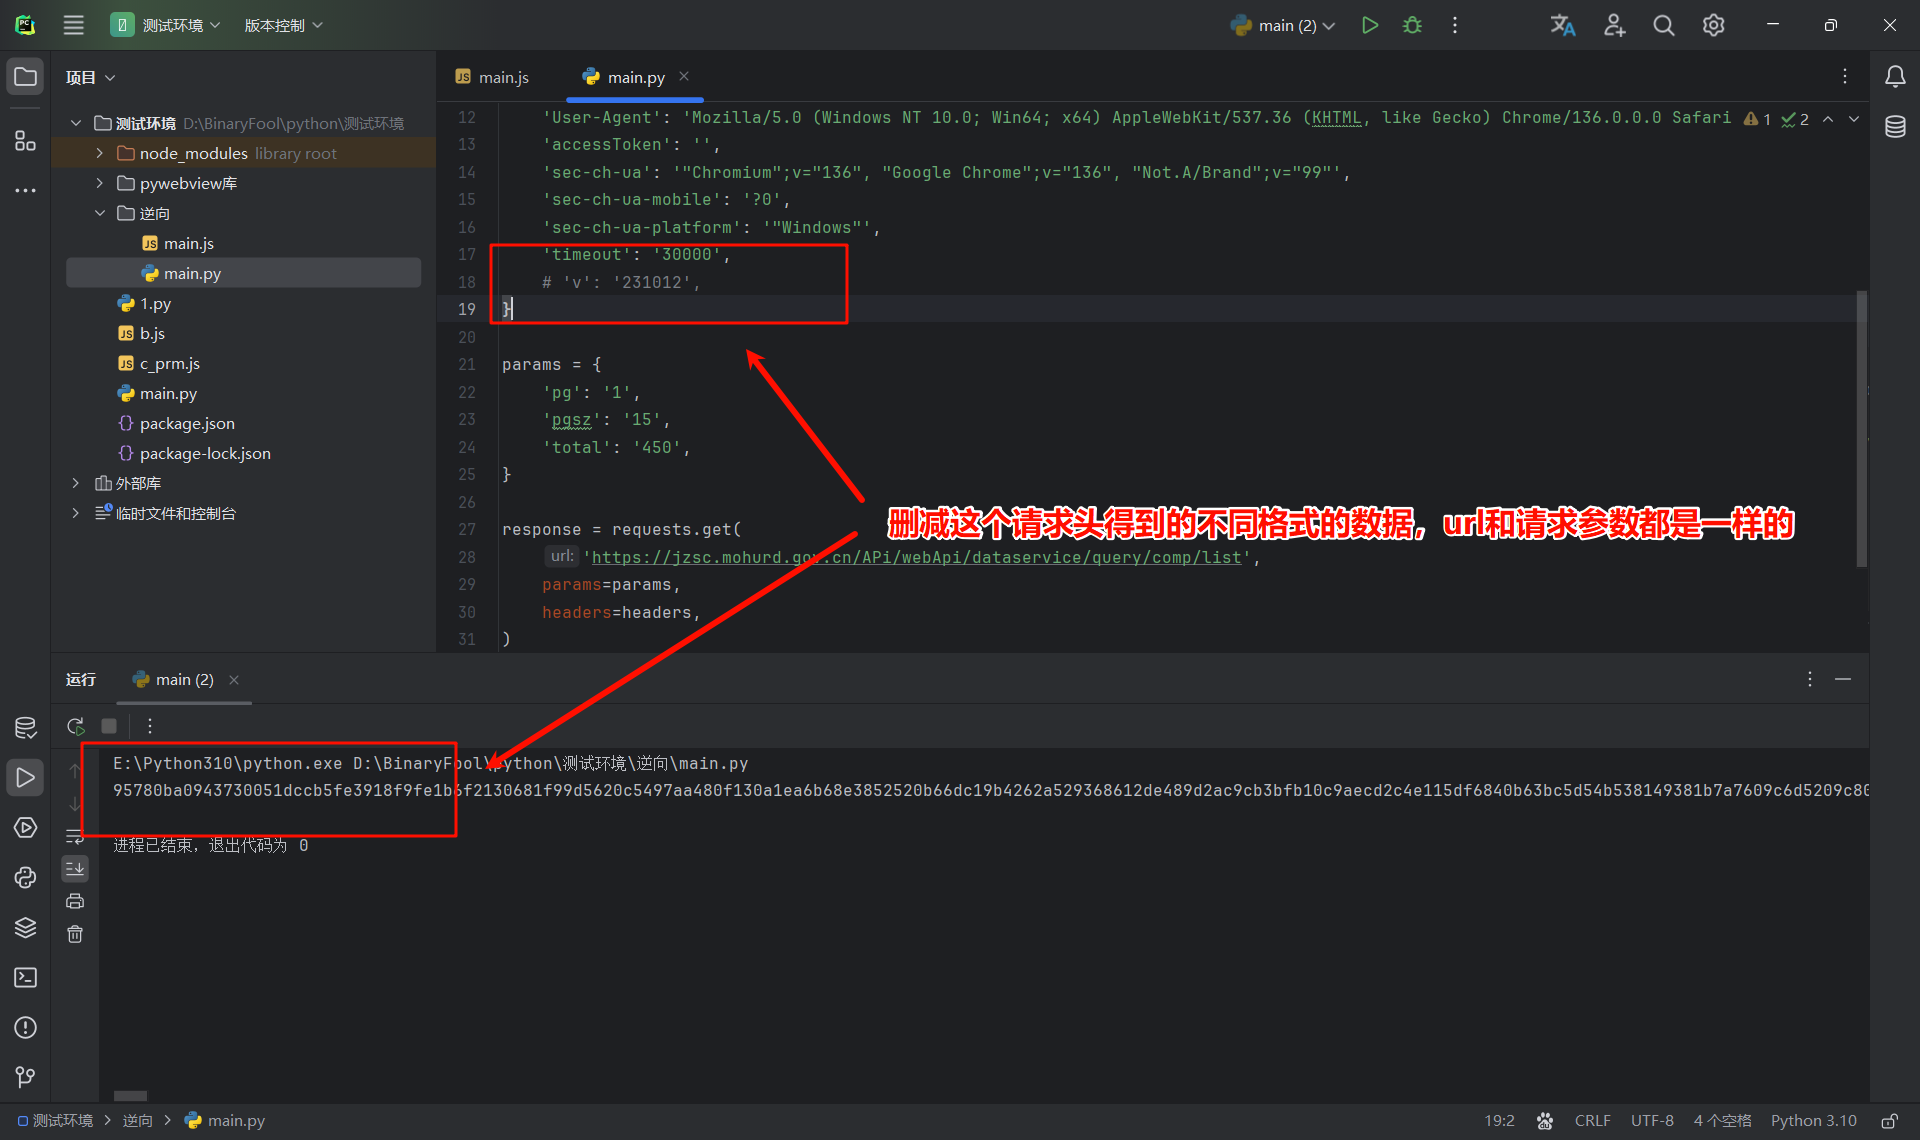 测试环境 版本控制 main (2)
项目
main.js main.py
测试环境 D:\BinaryFool\python\测试环境
node_modules library root
pywebview库
逆向
main.js
main.py
1.py
b.js
c_prm.js
main.py
package.json
package-lock.json
外部库
临时文件和控制台
12 'User-Agent': 'Mozilla/5.0 (Windows NT 10.0; Win64; x64) AppleWebKit/537.36 (KHTML, like Gecko) Chrome/136.0.0.0 Safari 1 2
13 'accessToken': '',
14 'sec-ch-ua': '"Chromium";v="136", "Google Chrome";v="136", "Not.A/Brand";v="99"',
15 'sec-ch-ua-mobile': '?0',
16 'sec-ch-ua-platform': '"Windows"',
17 'timeout': '30000',
18 # 'v': '231012',
19 }
20
21 params = {
22 'pg': '1',
23 'pgsz': '15',
24 'total': '450',
25 }
26
删减这个请求头得到的不同格式的数据，url和请求参数都是一样的
27 response = requests.get(
28 url: 'https://jzsc.mohurd.gov.cn/APi/webApi/dataservice/query/comp/list',
29 params=params,
30 headers=headers,
31 )
运行 main (2)
E:\Python310\python.exe D:\BinaryFool\python\测试环境\逆向\main.py
95780ba0943730051dccb5fe3918f9fe1b6f2130681f99d5620c5497aa480f130a1ea6b68e3852520b66dc19b4262a529368612de489d2ac9cb3bfb10c9aecd2c4e115df6840b63bc5d54b538149381b7a7609c6d5209c80
进程已结束，退出代码为 0
测试环境 逆向 main.py 19:2 CRLF UTF-8 4 个空格 Python 3.10